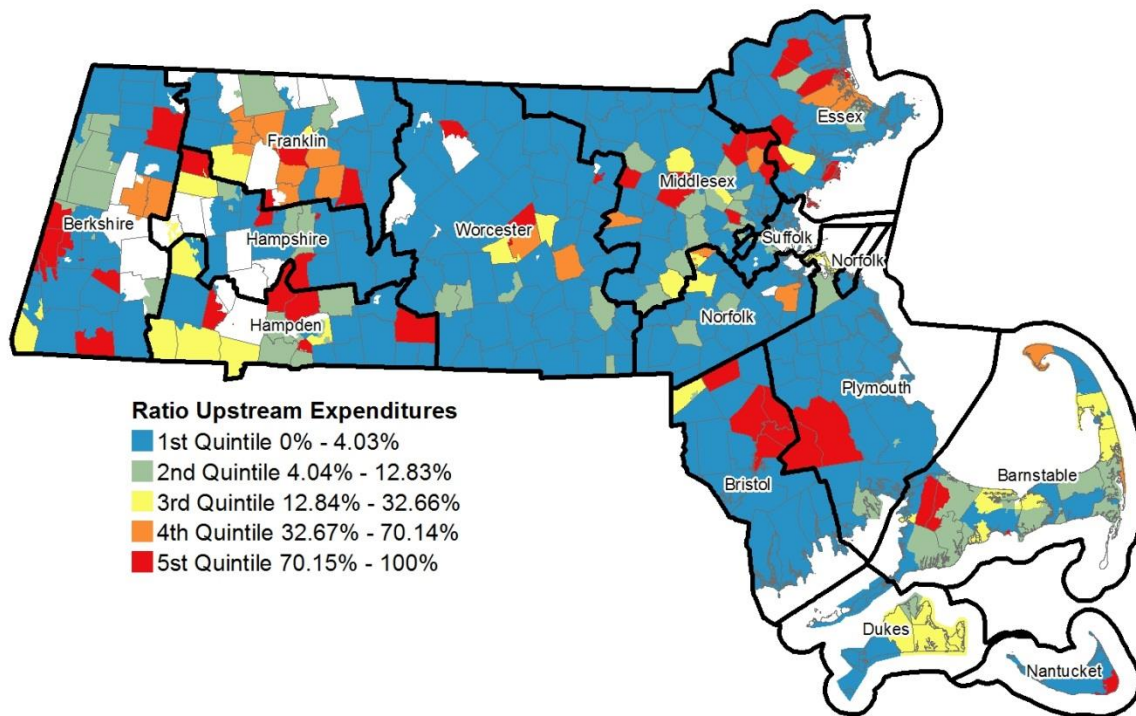 Essex
Franklin
Middlesex
Berkshire
Hampshire
Worcester
Suffolk
Norfolk
Hampden
Norfolk
Plymouth
Ratio Upstream Expenditures
1st Quintile 0% - 4.03%
2nd Quintile 4.04% - 12.83%
3rd Quintile 12.84% - 32.66%
4th Quintile 32.67% - 70.14%
5st Quintile 70.15% - 100%
Bristol
Barnstable
Dukes
Nantucket